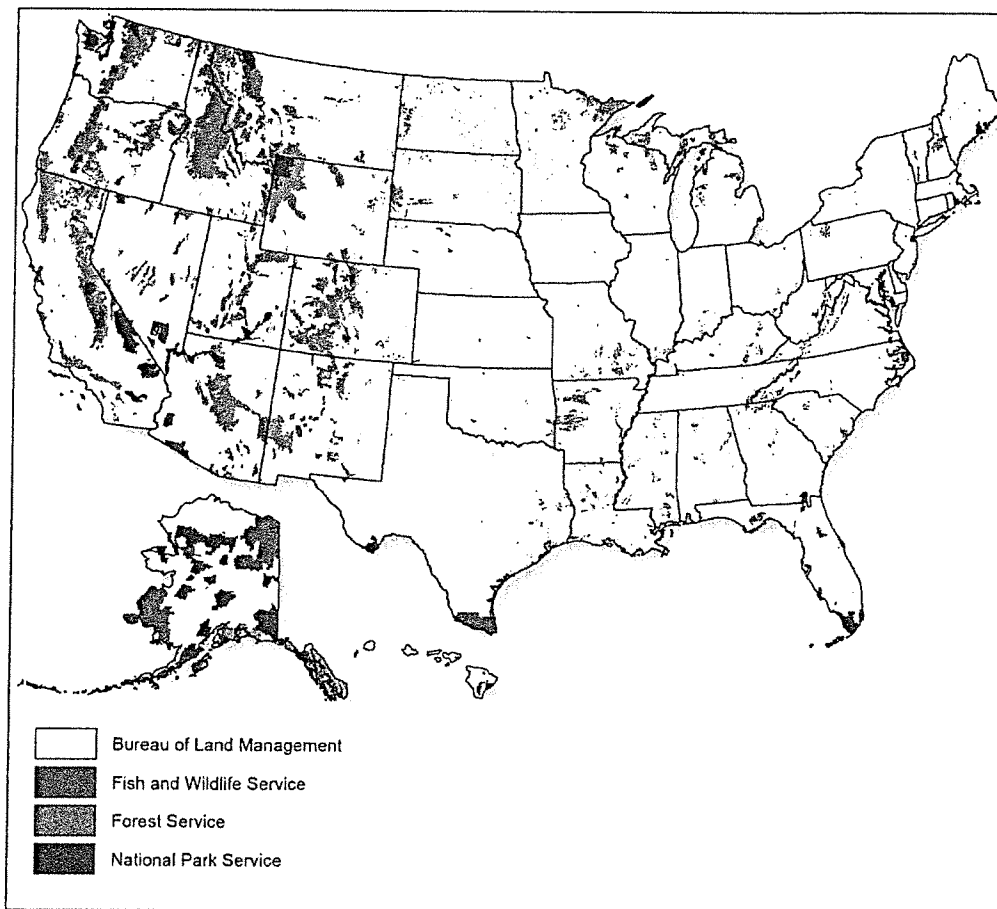 Bureau of Land Management
Fish and Wildlife Service
Forest Service
National Park Service